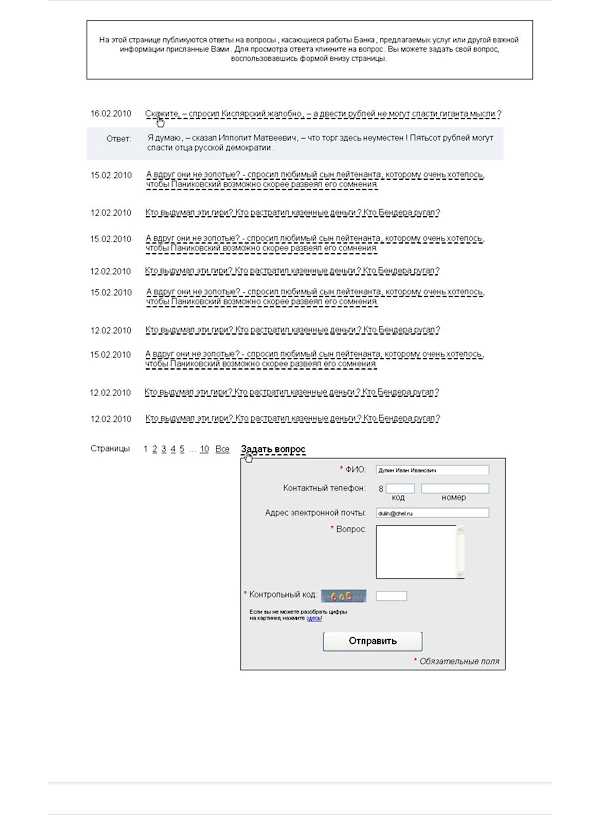 На этой странице публикуются ответы на вопросы, касающиеся работы Банка, предлагаемых услуг или другой важной
информации присланные Вами. Для просмотра ответа кликните на вопрос. Вы можете задать свой вопрос,
воспользовавшись формой внизу страницы.
16.02.2010 Скажите, – спросил Кислярский жалобно, – а двести рублей не могут спасти гиганта мысли ?
Ответ: Я думаю, – сказал Ипполит Матвеевич, – что торг здесь неуместен ! Пятьсот рублей могут
спасти отца русской демократии.
15.02.2010 А вдруг они не золотые? - спросил любимый сын лейтенанта, которому очень хотелось,
чтобы Паниковский возможно скорее развеял его сомнения.
12.02.2010 Кто выдумал эти гири? Кто растратил казенные деньги? Кто Бендера ругал?
15.02.2010 А вдруг они не золотые? - спросил любимый сын лейтенанта, которому очень хотелось,
чтобы Паниковский возможно скорее развеял его сомнения.
12.02.2010 Кто выдумал эти гири? Кто растратил казенные деньги? Кто Бендера ругал?
15.02.2010 А вдруг они не золотые? - спросил любимый сын лейтенанта, которому очень хотелось,
чтобы Паниковский возможно скорее развеял его сомнения.
12.02.2010 Кто выдумал эти гири? Кто растратил казенные деньги? Кто Бендера ругал?
15.02.2010 А вдруг они не золотые? - спросил любимый сын лейтенанта, которому очень хотелось,
чтобы Паниковский возможно скорее развеял его сомнения.
12.02.2010 Кто выдумал эти гири? Кто растратил казенные деньги? Кто Бендера ругал?
12.02.2010 Кто выдумал эти гири? Кто растратил казенные деньги? Кто Бендера ругал?
Страницы 1 2 3 4 5 ... 10 Все Задать вопрос
* ФИО: Дулин Иван Иванович
Контактный телефон: 8
код номер
Адрес электронной почты: dulin@chel.ru
* Вопрос:
* Контрольный код: 665
Если вы не можете разобрать цифры
на картинке, нажмите здесь!
Отправить
* Обязательные поля